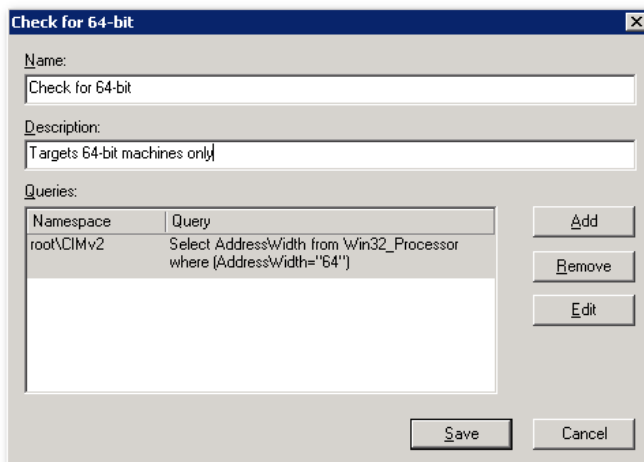 Check for 64-bit
Name:
Check for 64-bit
Description:
Targets 64-bit machines only
Queries:
Namespace Query
root\CIMv2 Select AddressWidth from Win32_Processor
where (AddressWidth="64")
Add
Remove
Edit
Save Cancel